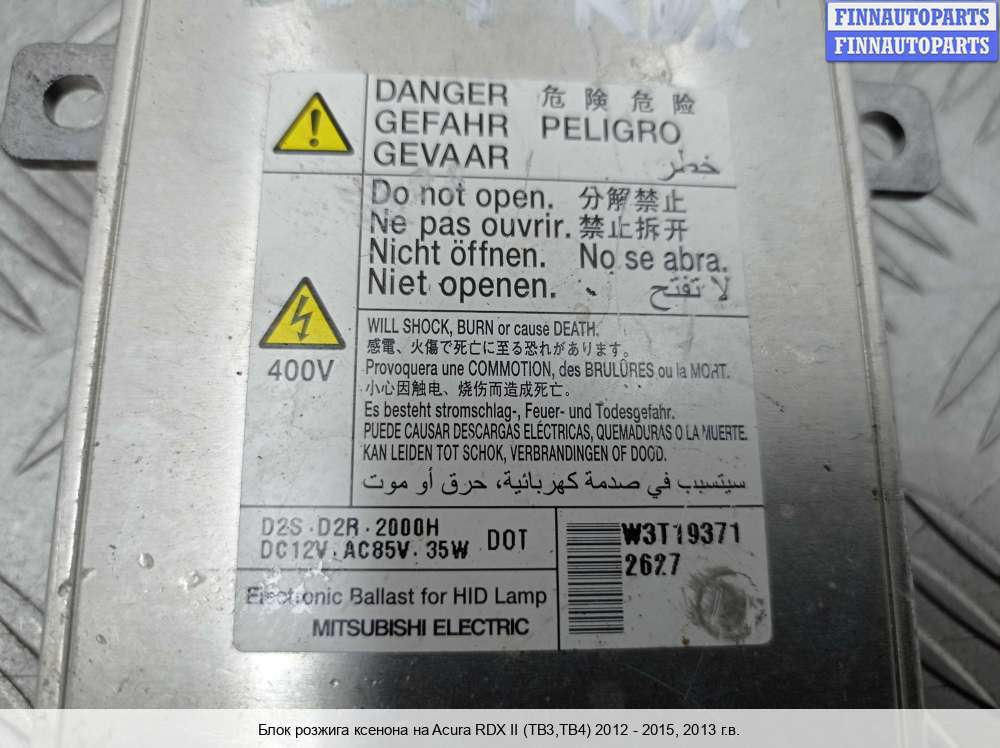 FINNAUTOPARTS
FINNAUTOPARTS
DANGER 危険 危险
GEFAHR PELIGRO
GEVAAR خطر
Do not open. 分解禁止
Ne pas ouvrir. 禁止拆开
Nicht öffnen. No se abra.
Niet openen. لا تفتح
400V
WILL SHOCK, BURN or cause DEATH.
感電、火傷で死亡に至る恐れがあります。
Provoquera une COMMOTION, des BRULÛRES ou la MORT.
小心因触电、烧伤而造成死亡。
Es besteht stromschlag-, Feuer- und Todesgefahr.
PUEDE CAUSAR DESCARGAS ELÉCTRICAS, QUEMADURAS O LA MUERTE.
KAN LEIDEN TOT SCHOK, VERBRANDINGEN OF DOOD.
سيتسبب في صدمة كهربائية، حرق أو موت
D2S · D2R · 2000H
DC12V · AC85V · 35W DOT
W3T19371
2627
Electronic Ballast for HID Lamp
MITSUBISHI ELECTRIC
Блок розжига ксенона на Acura RDX II (TB3,TB4) 2012 - 2015, 2013 г.в.